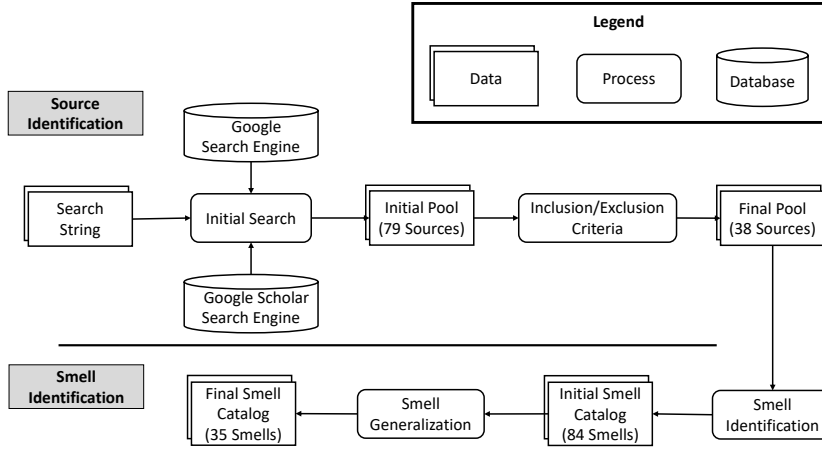 Legend
Data
Process
Database
Source
Identification
Google
Search Engine
Search
String
Initial Search
Initial Pool
(79 Sources)
Inclusion/Exclusion
Criteria
Final Pool
(38 Sources)
Google Scholar
Search Engine
Smell
Identification
Final Smell
Catalog
(35 Smells)
Smell
Generalization
Initial Smell
Catalog
(84 Smells)
Smell
Identification